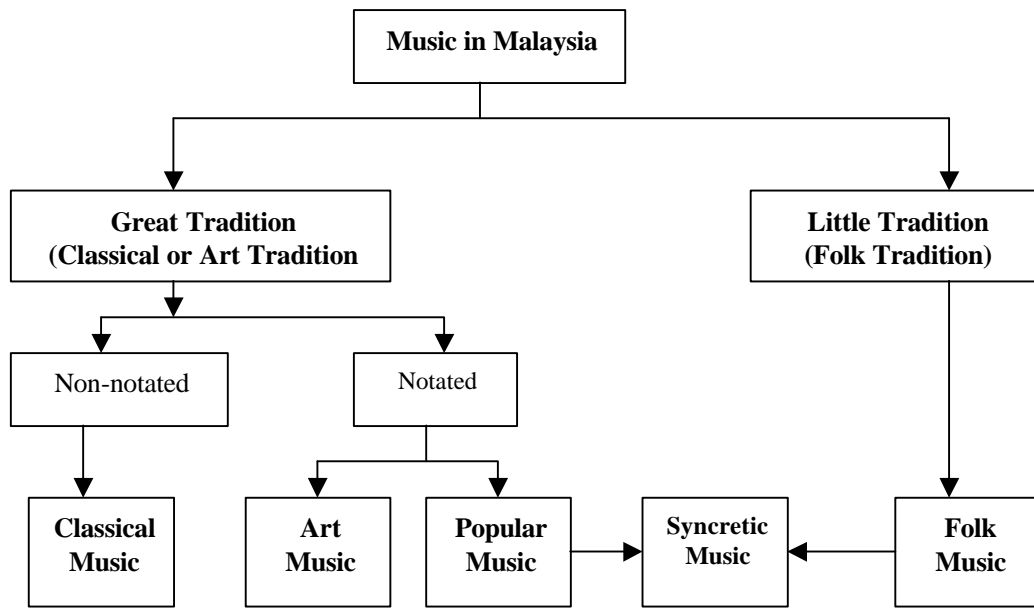 Music in Malaysia
Great Tradition
(Classical or Art Tradition
Little Tradition
(Folk Tradition)
Non-notated
Notated
Classical
Music
Art
Music
Popular
Music
Syncretic
Music
Folk
Music